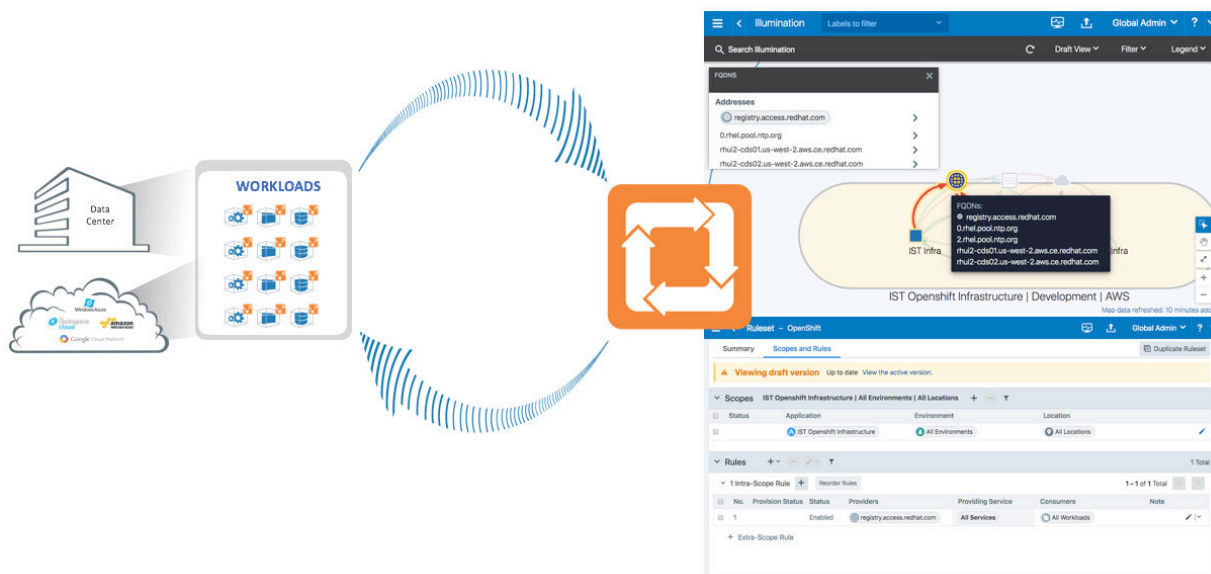 Data
Center
WindowsAzure
rackspace
cloud
amazon
Google Cloud Platform
WORKLOADS
Illumination
Labels to filter
Global Admin
?
Search Illumination
Draft View
Filter
Legend
FQDNS
Addresses
registry.access.redhat.com
0.rhel.pool.ntp.org
rhui2-cds01.us-west-2.aws.ce.redhat.com
rhui2-cds02.us-west-2.aws.ce.redhat.com
FQDNs:
registry.access.redhat.com
0.rhel.pool.ntp.org
2.rhel.pool.ntp.org
rhui2-cds01.us-west-2.aws.ce.redhat.com
rhui2-cds02.us-west-2.aws.ce.redhat.com
IST Infra
Infra
IST Openshift Infrastructure | Development | AWS
Map data refreshed: 10 minutes ago
Ruleset – OpenShift
Global Admin
?
Summary
Scopes and Rules
Duplicate Ruleset
Viewing draft version Up to date View the active version.
Scopes IST Openshift Infrastructure | All Environments | All Locations
Status Application Environment Location
IST Openshift Infrastructure All Environments All Locations
Rules 1 Total
1 Intra-Scope Rule Reorder Rules 1 – 1 of 1 Total
No. Provision Status Status Providers Providing Service Consumers Note
1 Enabled registry.access.redhat.com All Services All Workloads
+ Extra-Scope Rule